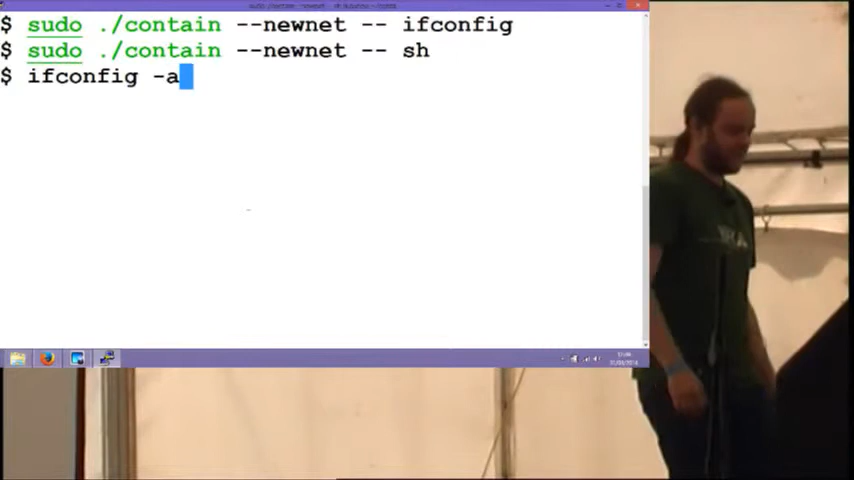 $ sudo ./contain --newnet -- ifconfig
$ sudo ./contain --newnet -- sh
$ ifconfig -a